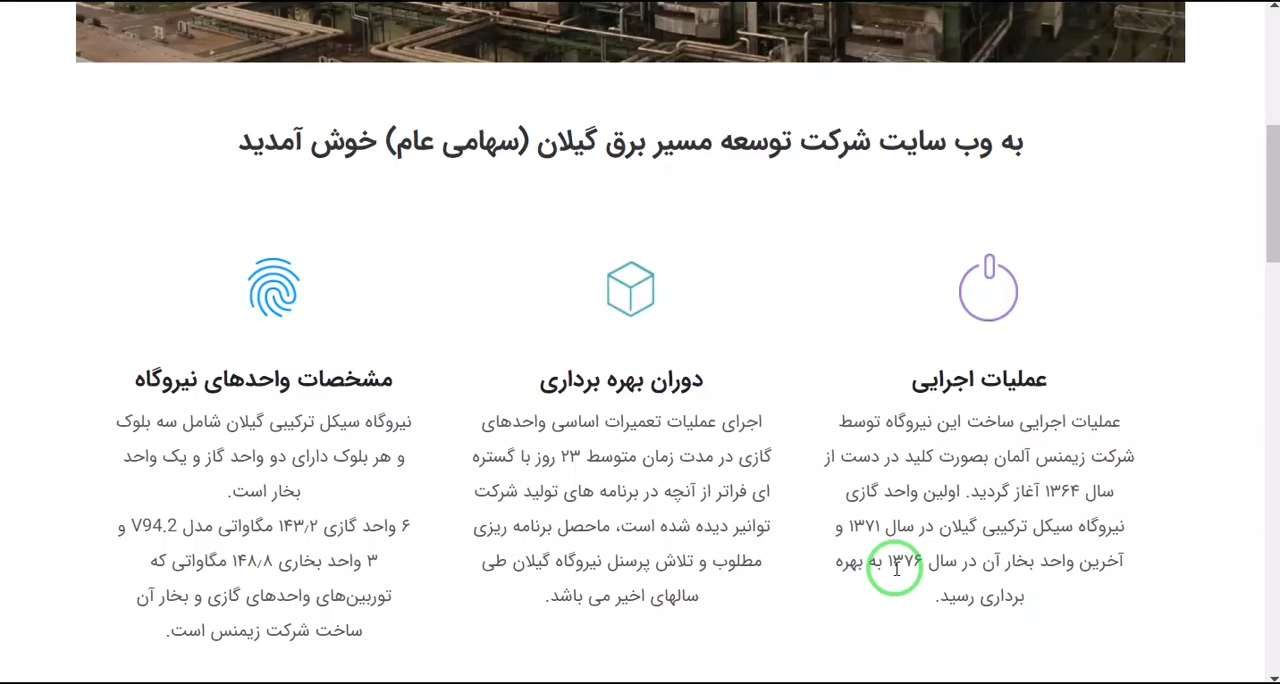 به وب سایت شرکت توسعه مسیر برق گیلان (سهامی عام) خوش آمدید
عملیات اجرایی
عملیات اجرایی ساخت این نیروگاه توسط
شرکت زیمنس آلمان بصورت کلید در دست از
سال ۱۳۶۴ آغاز گردید. اولین واحد گازی
نیروگاه سیکل ترکیبی گیلان در سال ۱۳۷۱ و
آخرین واحد بخار آن در سال ۱۳۷۶ به بهره
برداری رسید.
دوران بهره برداری
اجرای عملیات تعمیرات اساسی واحدهای
گازی در مدت زمان متوسط ۲۳ روز با گستره
ای فراتر از آنچه در برنامه های تولید شرکت
توانیر دیده شده است، ماحصل برنامه ریزی
مطلوب و تلاش پرسنل نیروگاه گیلان طی
سالهای اخیر می باشد.
مشخصات واحدهای نیروگاه
نیروگاه سیکل ترکیبی گیلان شامل سه بلوک
و هر بلوک دارای دو واحد گاز و یک واحد
بخار است.
۶ واحد گازی ۱۴۳٫۲ مگاواتی مدل V94.2 و
۳ واحد بخاری ۱۴۸٫۸ مگاواتی که
توربین‌های واحدهای گازی و بخار آن
ساخت شرکت زیمنس است.